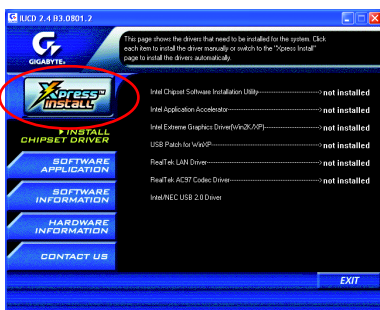 IUCD 2.4 B3.0801.2
GIGABYTE
This page shows the drivers that need to be installed for the system. Click
each item to install the driver manually or switch to the "Xpress Install"
page to install the drivers automatically.
Xpress™
INSTALL
INSTALL
CHIPSET DRIVER
SOFTWARE
APPLICATION
SOFTWARE
INFORMATION
HARDWARE
INFORMATION
CONTACT US
Intel Chipset Software Installation Utility not installed
Intel Application Accelerator not installed
Intel Extreme Graphics Driver(Win2K/XP) not installed
USB Patch for WinXP not installed
RealTek LAN Driver not installed
RealTek AC97 Codec Driver not installed
Intel/NEC USB 2.0 Driver
EXIT